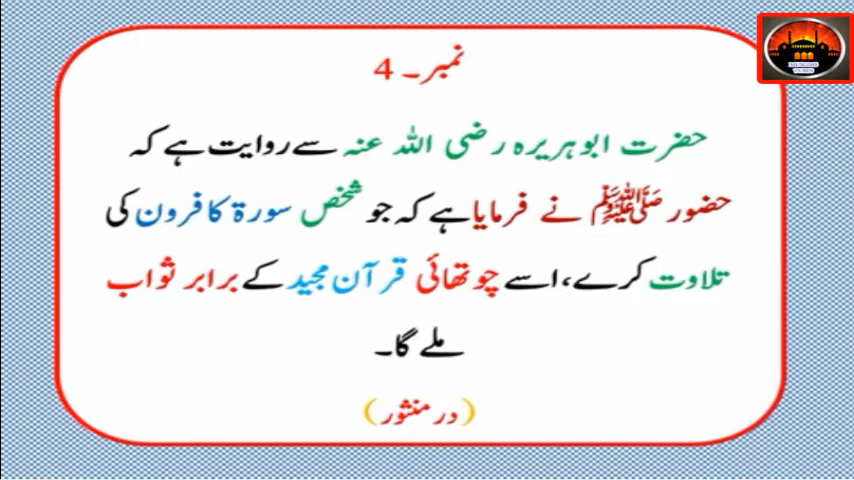 نمبر۔ 4
حضرت ابوہریرہ رضی اللہ عنہ سے روایت ہے کہ
حضور ﷺ نے فرمایا ہے کہ جو شخص سورۃ کافرون کی
تلاوت کرے، اسے چوتھائی قرآن مجید کے برابر ثواب
ملے گا۔
(در منثور)